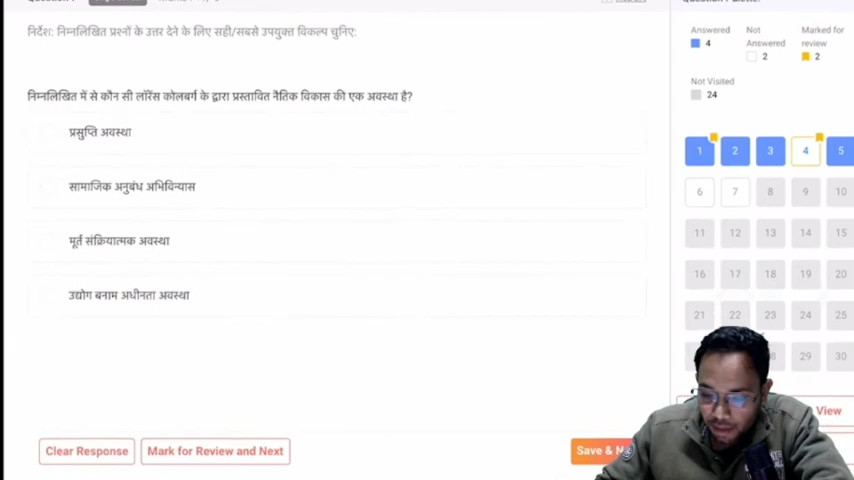 निर्देश: निम्नलिखित प्रश्नों के उत्तर देने के लिए सही/सबसे उपयुक्त विकल्प चुनिए:
निम्नलिखित में से कौन सी लॉरेंस कोलबर्ग के द्वारा प्रस्तावित नैतिक विकास की एक अवस्था है?
प्रसुप्ति अवस्था
सामाजिक अनुबंध अभिविन्यास
मूर्त संक्रियात्मक अवस्था
उद्योग बनाम अधीनता अवस्था
Clear Response
Mark for Review and Next
Save &
Answered
4
Not Answered
2
Marked for review
2
Not Visited
24
1 2 3 4 5
6 7 8 9 10
11 12 13 14 15
16 17 18 19 20
21 22 23 24 25
8 29 30
View